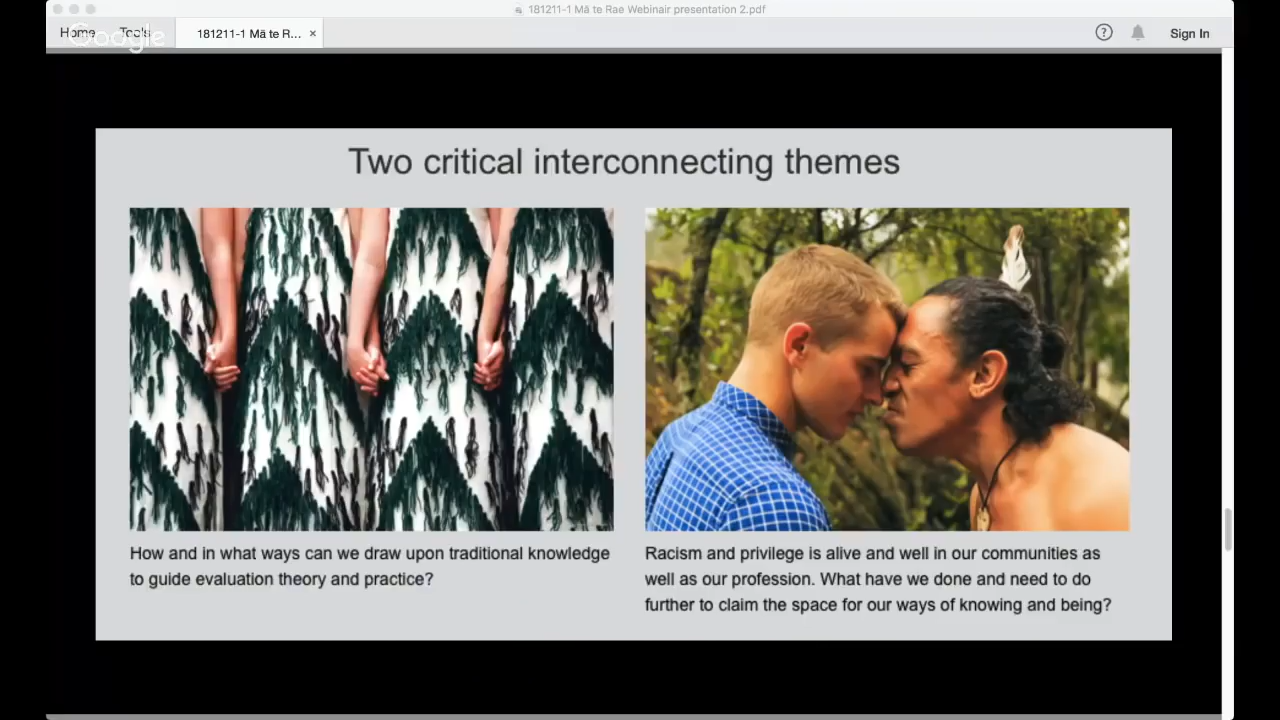 181211-1 Mā te Rae Webinair presentation 2.pdf
Home Tools 181211-1 Mā te R... × ? Sign In
Google
Two critical interconnecting themes
How and in what ways can we draw upon traditional knowledge
to guide evaluation theory and practice?
Racism and privilege is alive and well in our communities as
well as our profession. What have we done and need to do
further to claim the space for our ways of knowing and being?